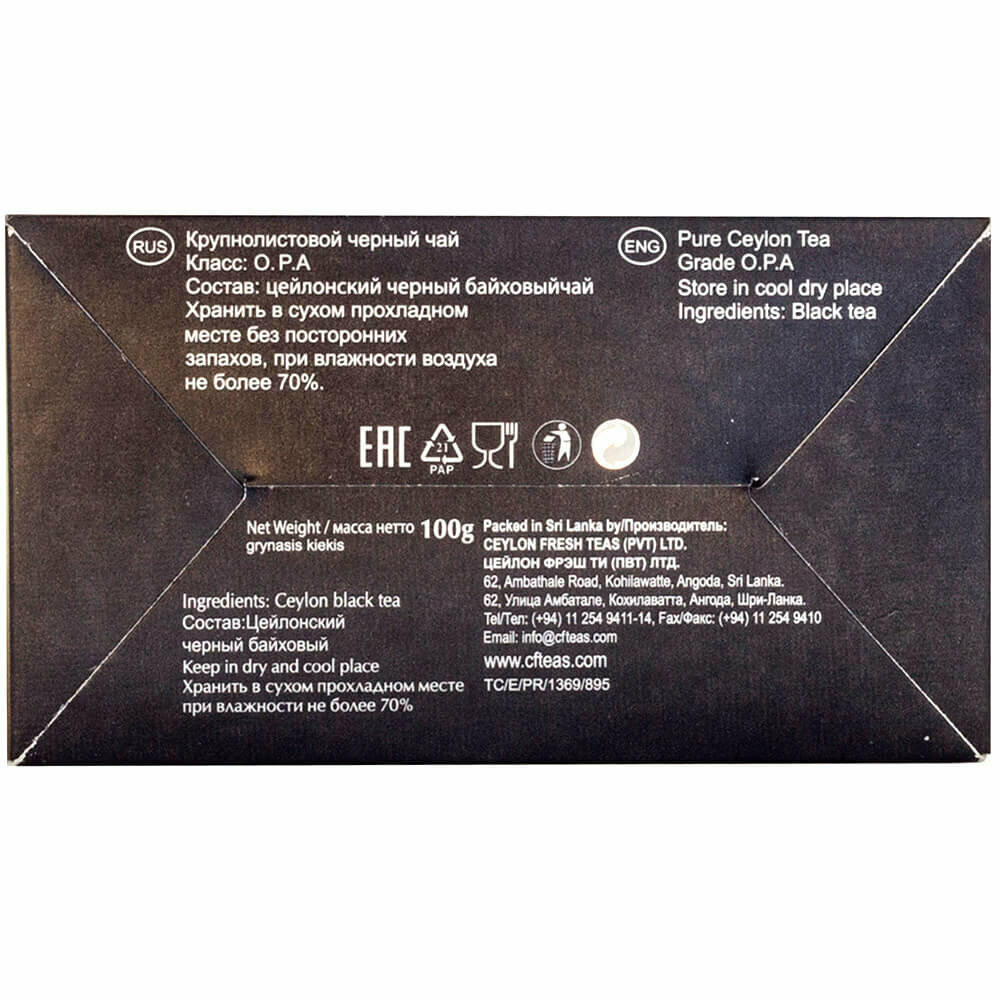 RUS
Крупнолистовой черный чай
Класс: O. P.A
Состав: цейлонский черный байховыйчай
Хранить в сухом прохладном
месте без посторонних
запахов, при влажности воздуха
не более 70%.
ENG
Pure Ceylon Tea
Grade O.P.A
Store in cool dry place
Ingredients: Black tea
EAC
21
PAP
Net Weight / масса нетто 100g
grynasis kiekis
Ingredients: Ceylon black tea
Состав:Цейлонский
черный байховый
Keep in dry and cool place
Хранить в сухом прохладном месте
при влажности не более 70%
Packed in Sri Lanka by/Производитель:
CEYLON FRESH TEAS (PVT) LTD.
ЦЕЙЛОН ФРЭШ ТИ (ПВТ) ЛТД.
62, Ambathale Road, Kohilawatte, Angoda, Sri Lanka.
62, Улица Амбатале, Кохилаватта, Ангода, Шри-Ланка.
Tel/Тел: (+94) 11 254 9411-14, Fax/Факс: (+94) 11 254 9410
Email: info@cfteas.com
www.cfteas.com
TC/E/PR/1369/895